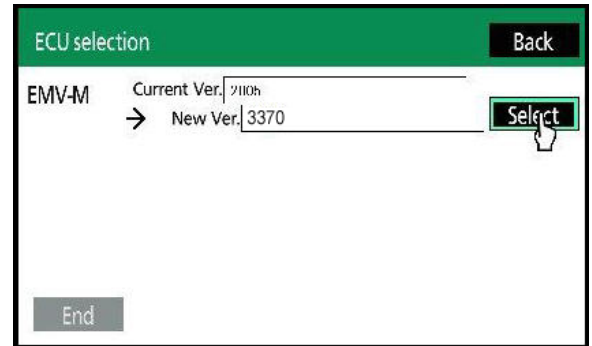 ECU selection
Back
EMV-M
Current Ver.
New Ver. 3370
Select
End